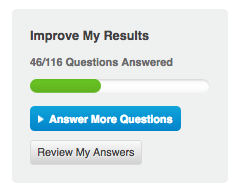 Improve My Results
46/116 Questions Answered
Answer More Questions
Review My Answers